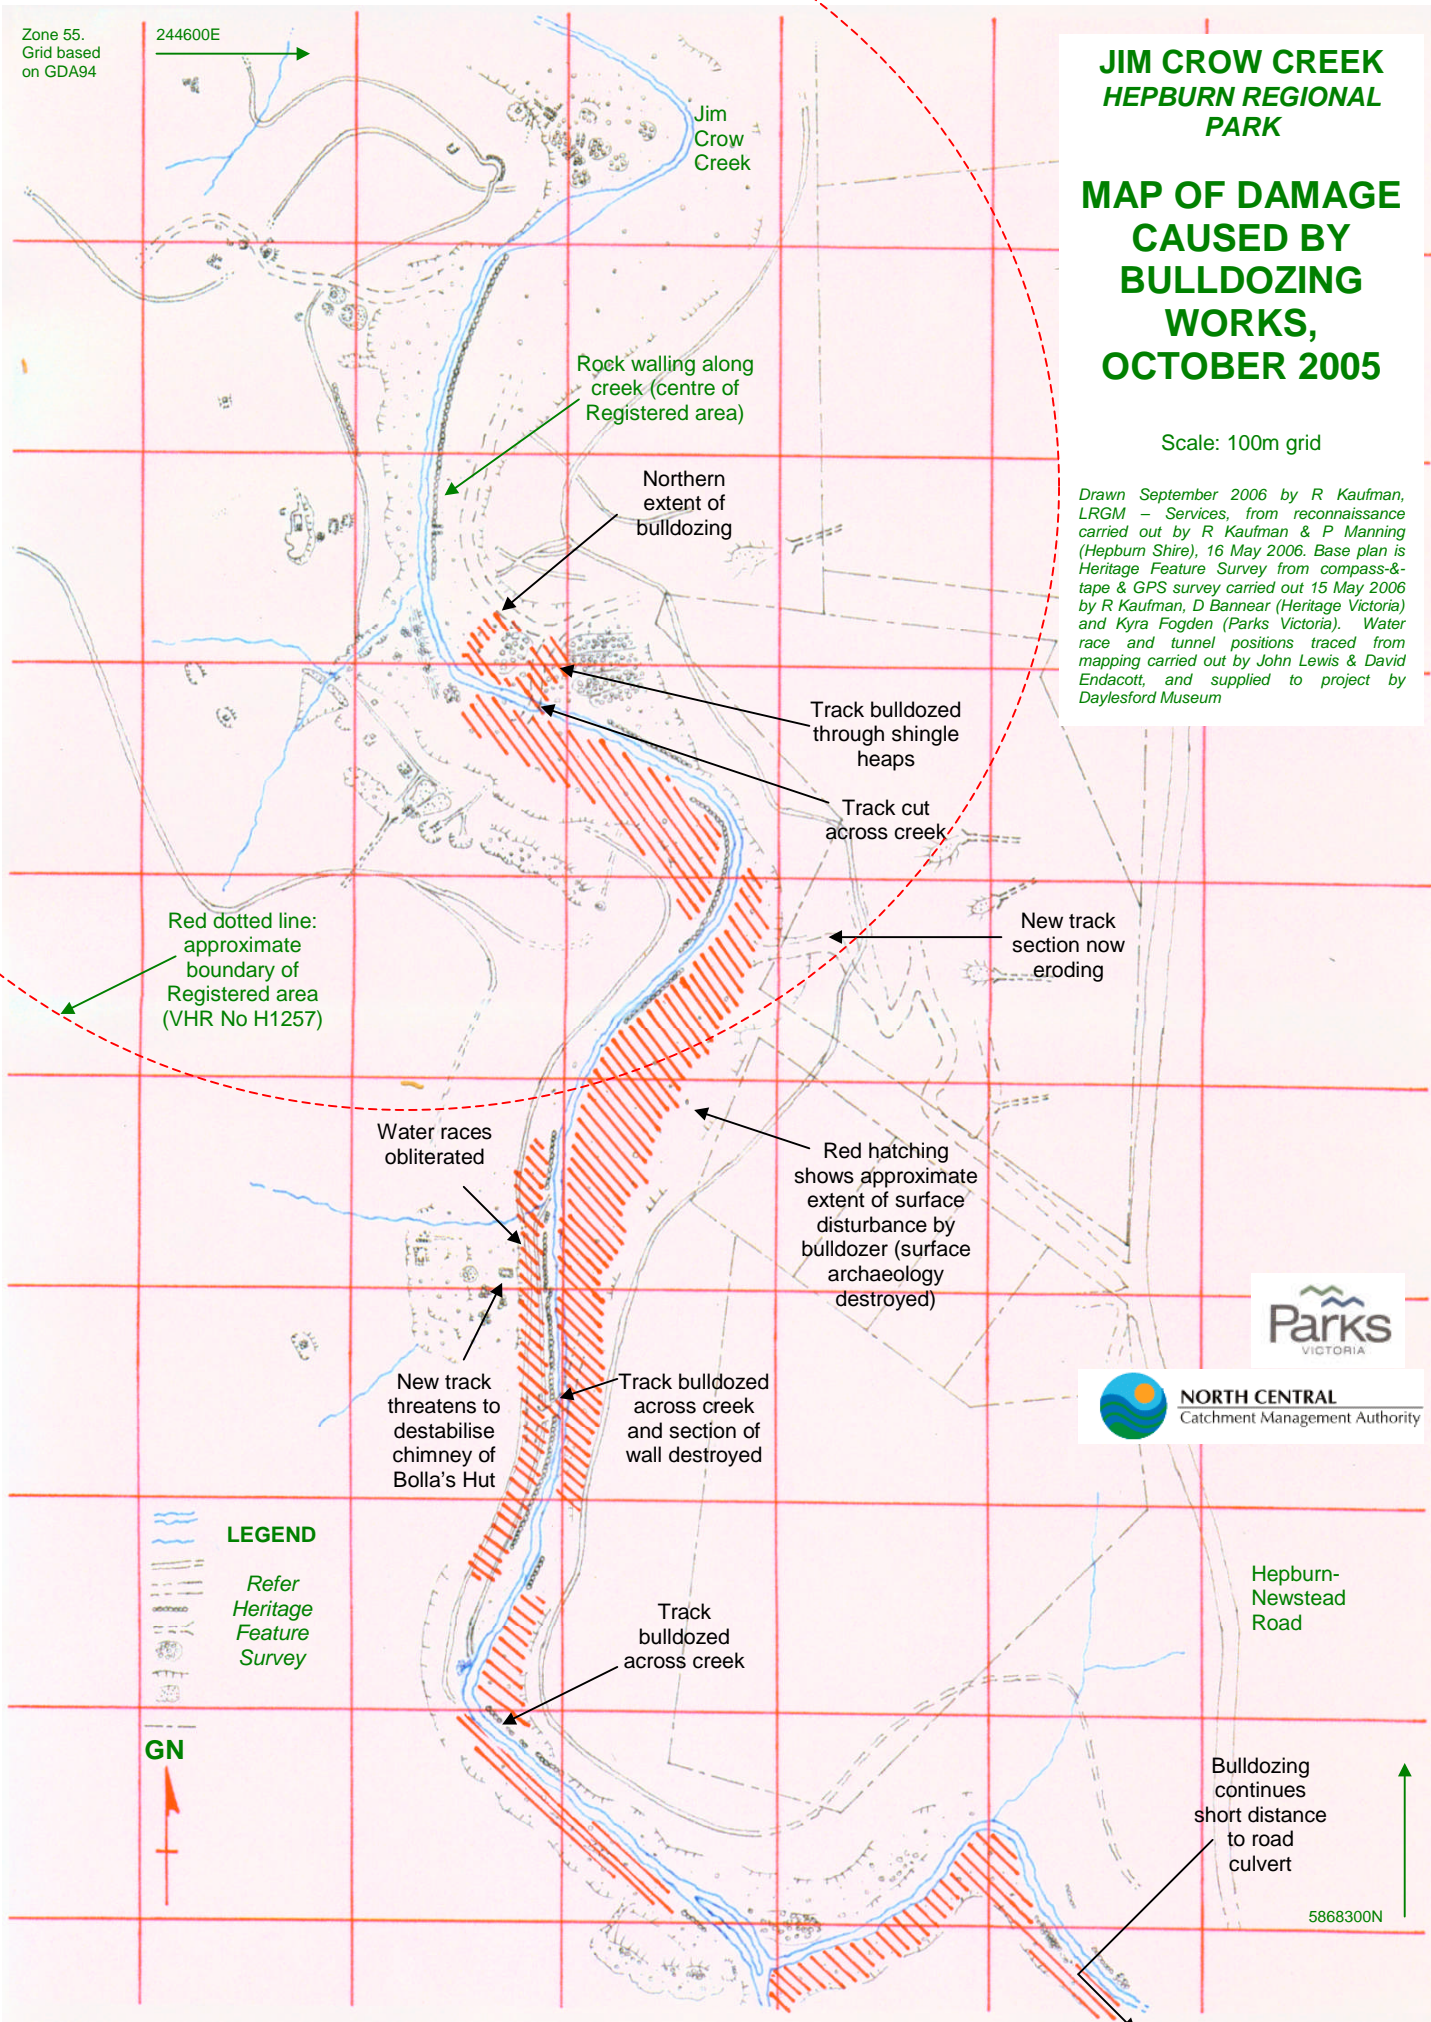 Zone 55.
Grid based
on GDA94
244600E
JIM CROW CREEK
HEPBURN REGIONAL
PARK
MAP OF DAMAGE
CAUSED BY
BULLDOZING
WORKS,
OCTOBER 2005
Scale: 100m grid
Drawn September 2006 by R Kaufman,
LRGM – Services, from reconnaissance
carried out by R Kaufman & P Manning
(Hepburn Shire), 16 May 2006. Base plan is
Heritage Feature Survey from compass-&-
tape & GPS survey carried out 15 May 2006
by R Kaufman, D Bannear (Heritage Victoria)
and Kyra Fogden (Parks Victoria). Water
race and tunnel positions traced from
mapping carried out by John Lewis & David
Endacott, and supplied to project by
Daylesford Museum
Jim
Crow
Creek
Rock walling along
creek (centre of
Registered area)
Northern
extent of
bulldozing
Track bulldozed
through shingle
heaps
Track cut
across creek
New track
section now
eroding
Red dotted line:
approximate
boundary of
Registered area
(VHR No H1257)
Water races
obliterated
Red hatching
shows approximate
extent of surface
disturbance by
bulldozer (surface
archaeology
destroyed)
New track
threatens to
destabilise
chimney of
Bolla's Hut
Track bulldozed
across creek
and section of
wall destroyed
Parks
VICTORIA
NORTH CENTRAL
Catchment Management Authority
LEGEND
Refer
Heritage
Feature
Survey
Hepburn-
Newstead
Road
Track
bulldozed
across creek
GN
Bulldozing
continues
short distance
to road
culvert
5868300N